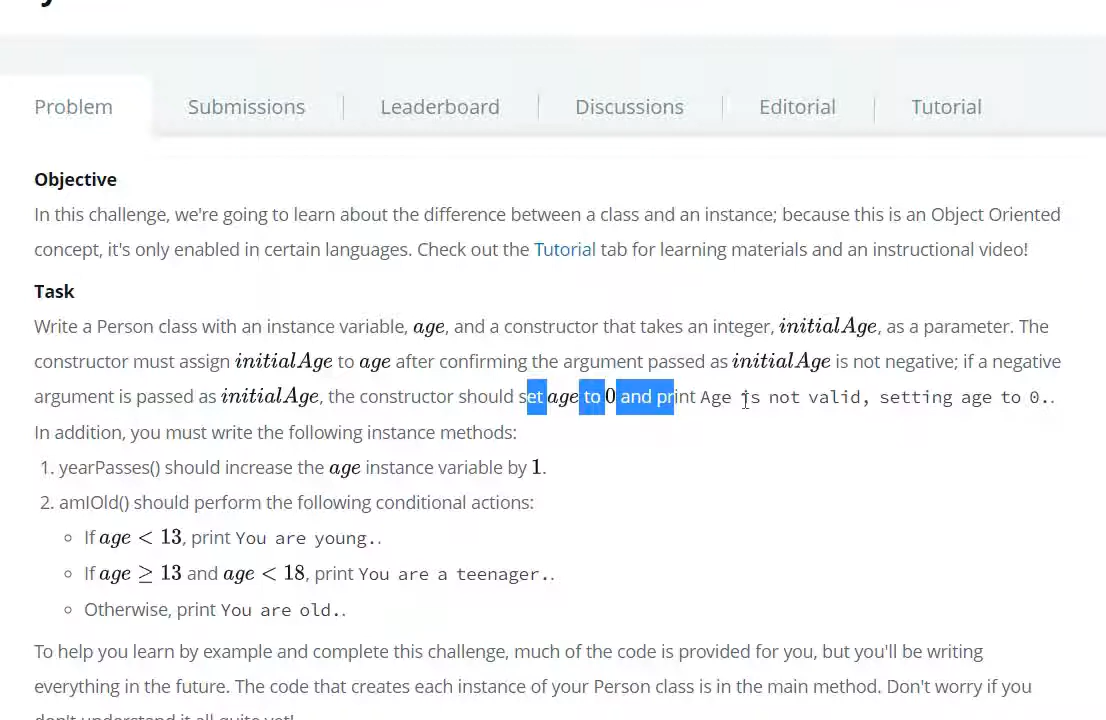 Problem
Submissions
Leaderboard
Discussions
Editorial
Tutorial
Objective
In this challenge, we're going to learn about the difference between a class and an instance; because this is an Object Oriented
concept, it's only enabled in certain languages. Check out the Tutorial tab for learning materials and an instructional video!
Task
Write a Person class with an instance variable, age, and a constructor that takes an integer, initialAge, as a parameter. The
constructor must assign initialAge to age after confirming the argument passed as initialAge is not negative; if a negative
argument is passed as initialAge, the constructor should set age to 0 and print Age is not valid, setting age to 0..
In addition, you must write the following instance methods:
1. yearPasses() should increase the age instance variable by 1.
2. amIOld() should perform the following conditional actions:
◦ If age < 13, print You are young..
◦ If age ≥ 13 and age < 18, print You are a teenager..
◦ Otherwise, print You are old..
To help you learn by example and complete this challenge, much of the code is provided for you, but you'll be writing
everything in the future. The code that creates each instance of your Person class is in the main method. Don't worry if you
don't understand it all quite yet!